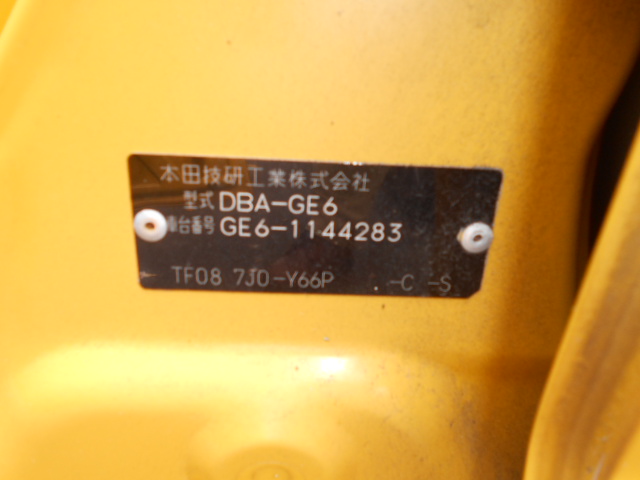 本田技研工業株式会社
型式 DBA-GE6
車台番号 GE6-1144283
TF08 7J0-Y66P -C -S